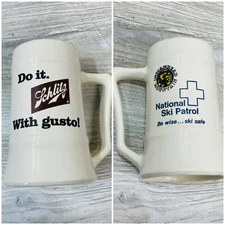 Do it.
Schlitz
With gusto!
National
Ski Patrol
Be wise...ski safe